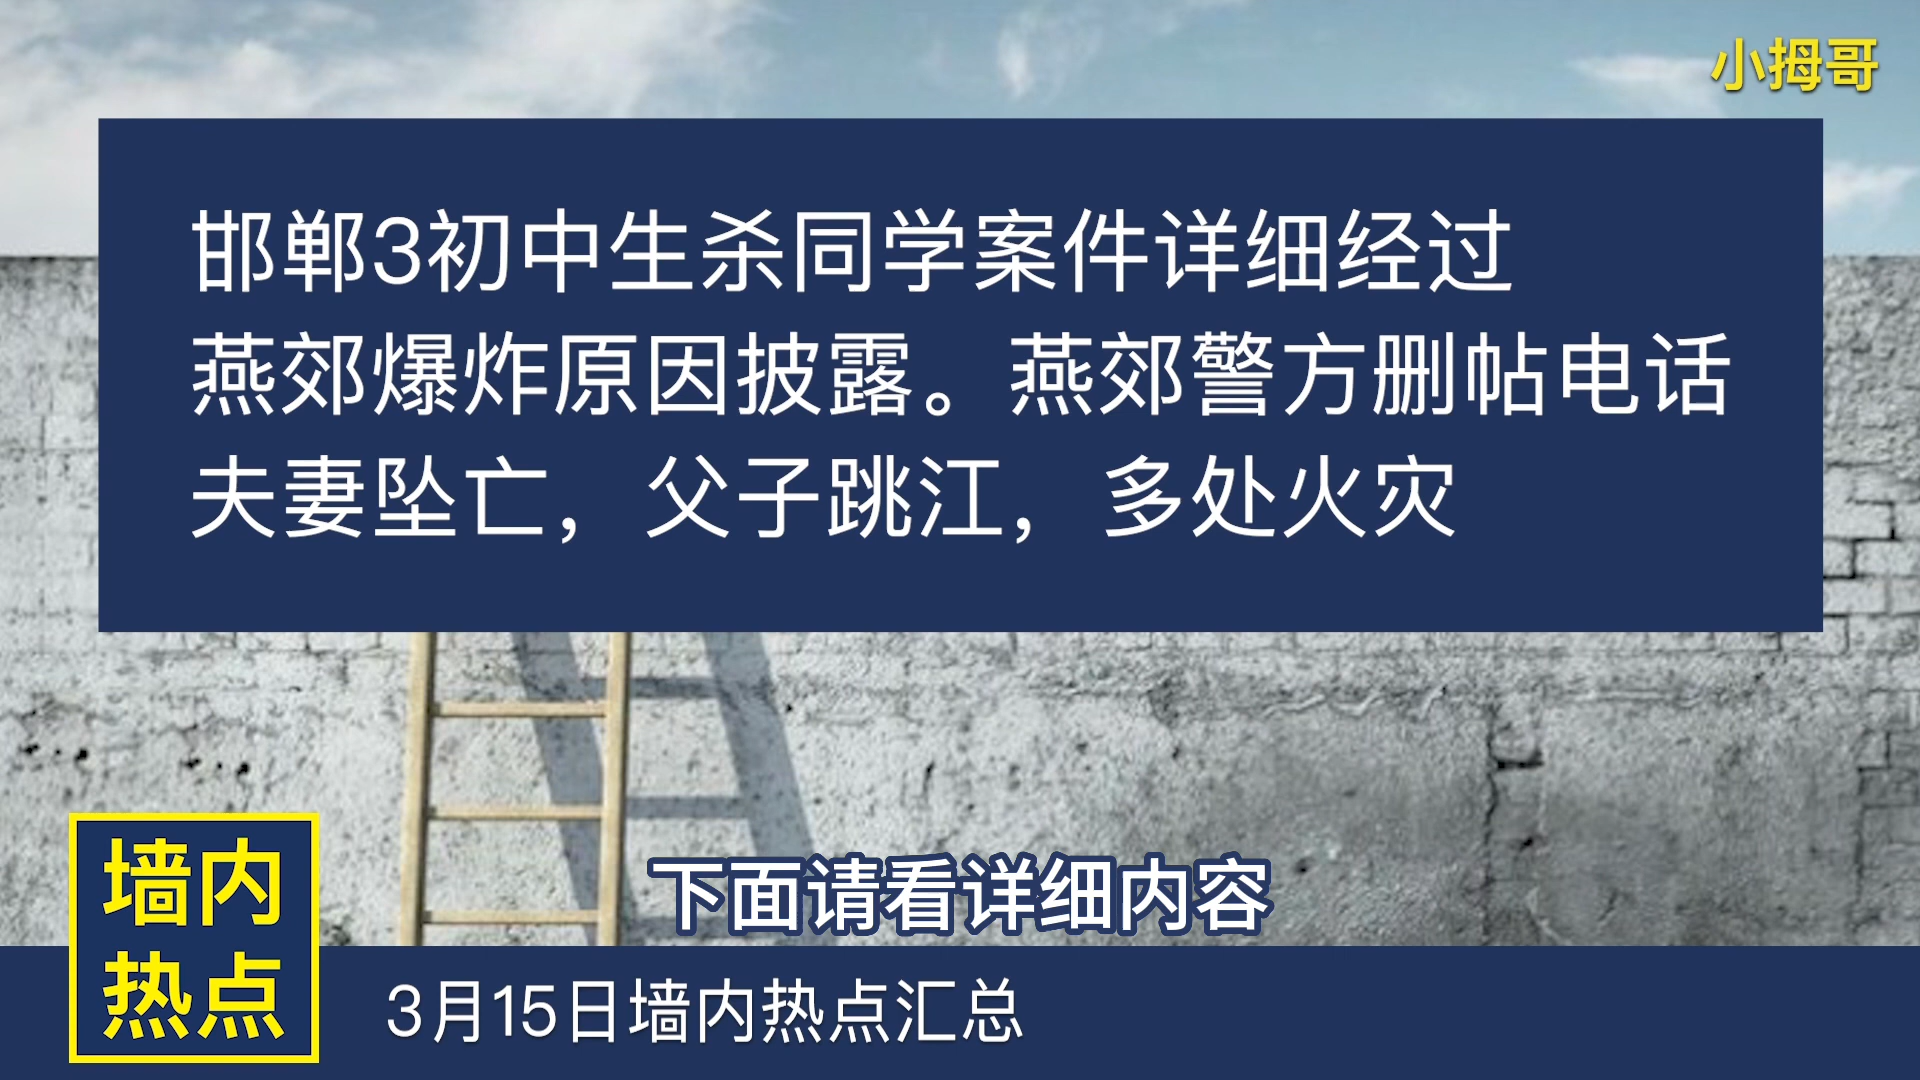 小拇哥
邯郸3初中生杀同学案件详细经过
燕郊爆炸原因披露。燕郊警方删帖电话
夫妻坠亡，父子跳江，多处火灾
下面请看详细内容
墙内
热点
3月15日墙内热点汇总